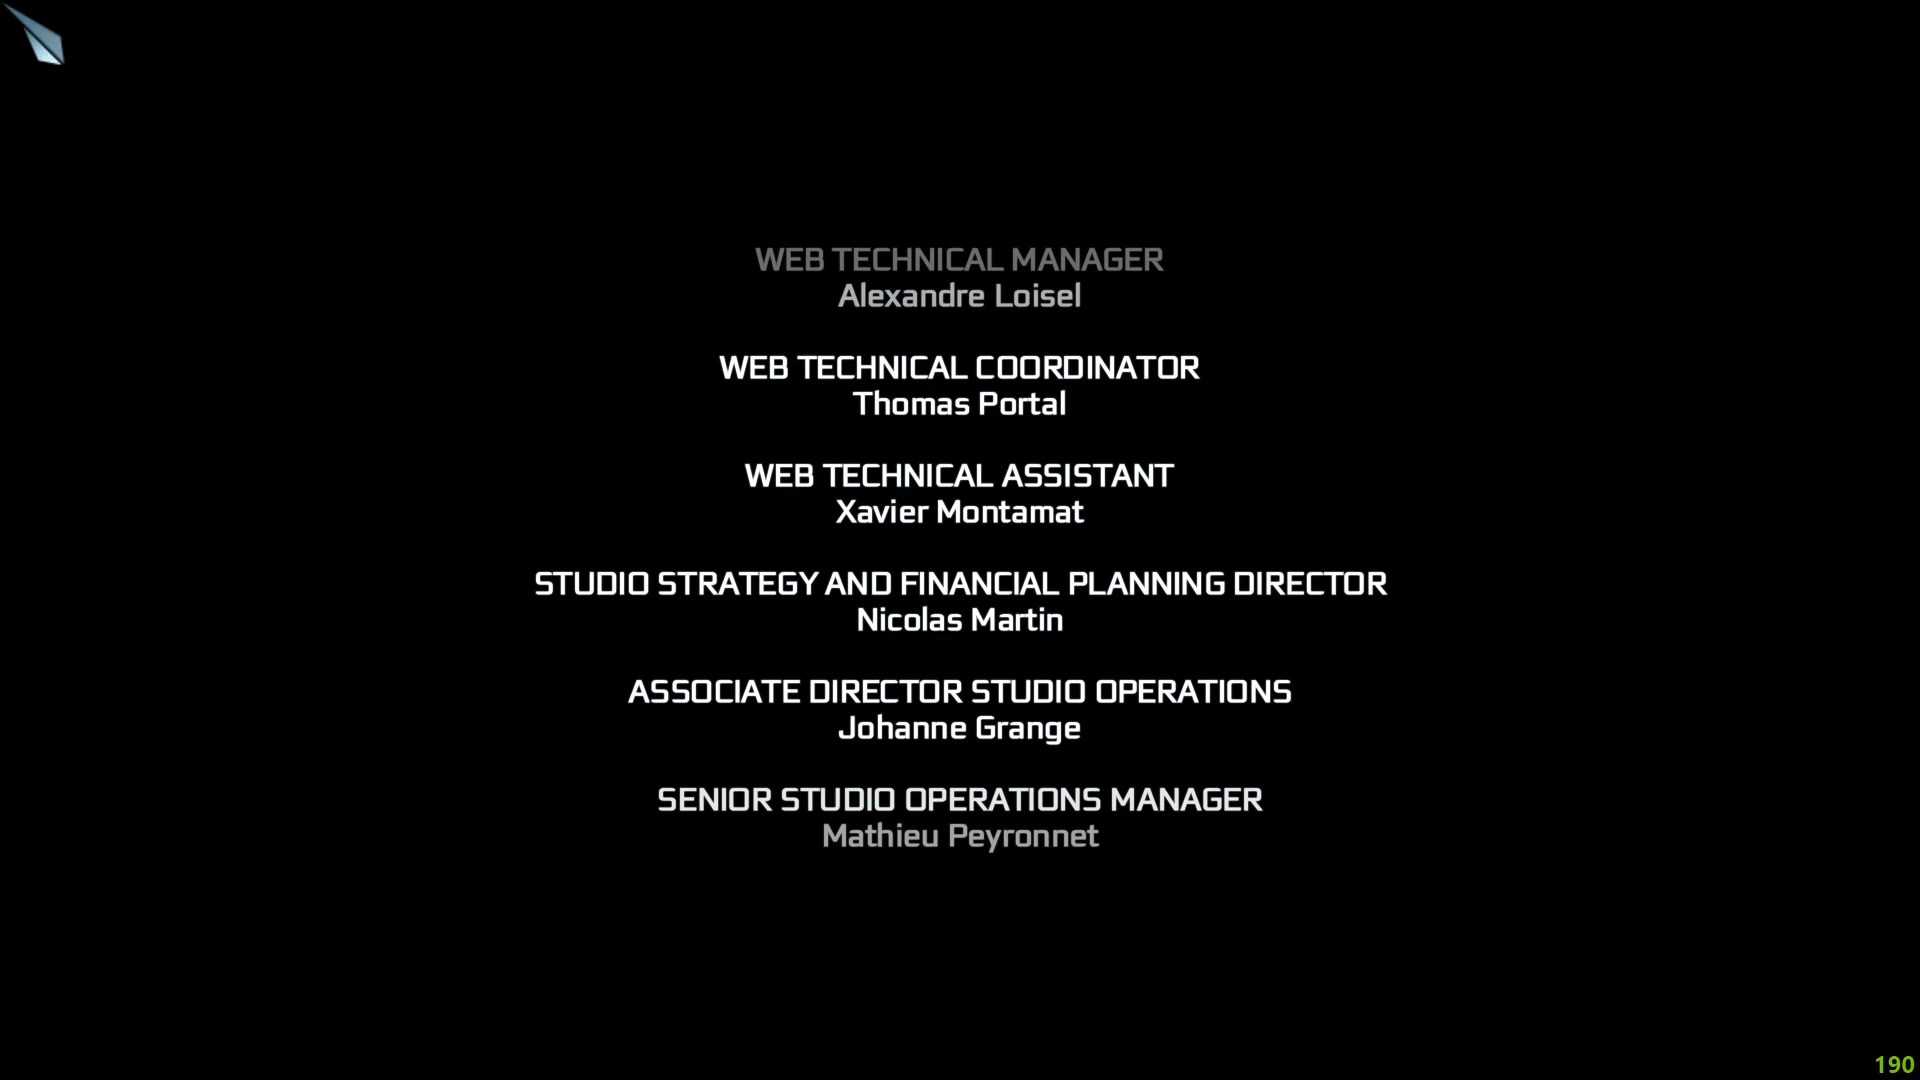 WEB TECHNICAL MANAGER
Alexandre Loisel
WEB TECHNICAL COORDINATOR
Thomas Portal
WEB TECHNICAL ASSISTANT
Xavier Montamat
STUDIO STRATEGY AND FINANCIAL PLANNING DIRECTOR
Nicolas Martin
ASSOCIATE DIRECTOR STUDIO OPERATIONS
Johanne Grange
SENIOR STUDIO OPERATIONS MANAGER
Mathieu Peyronnet
190